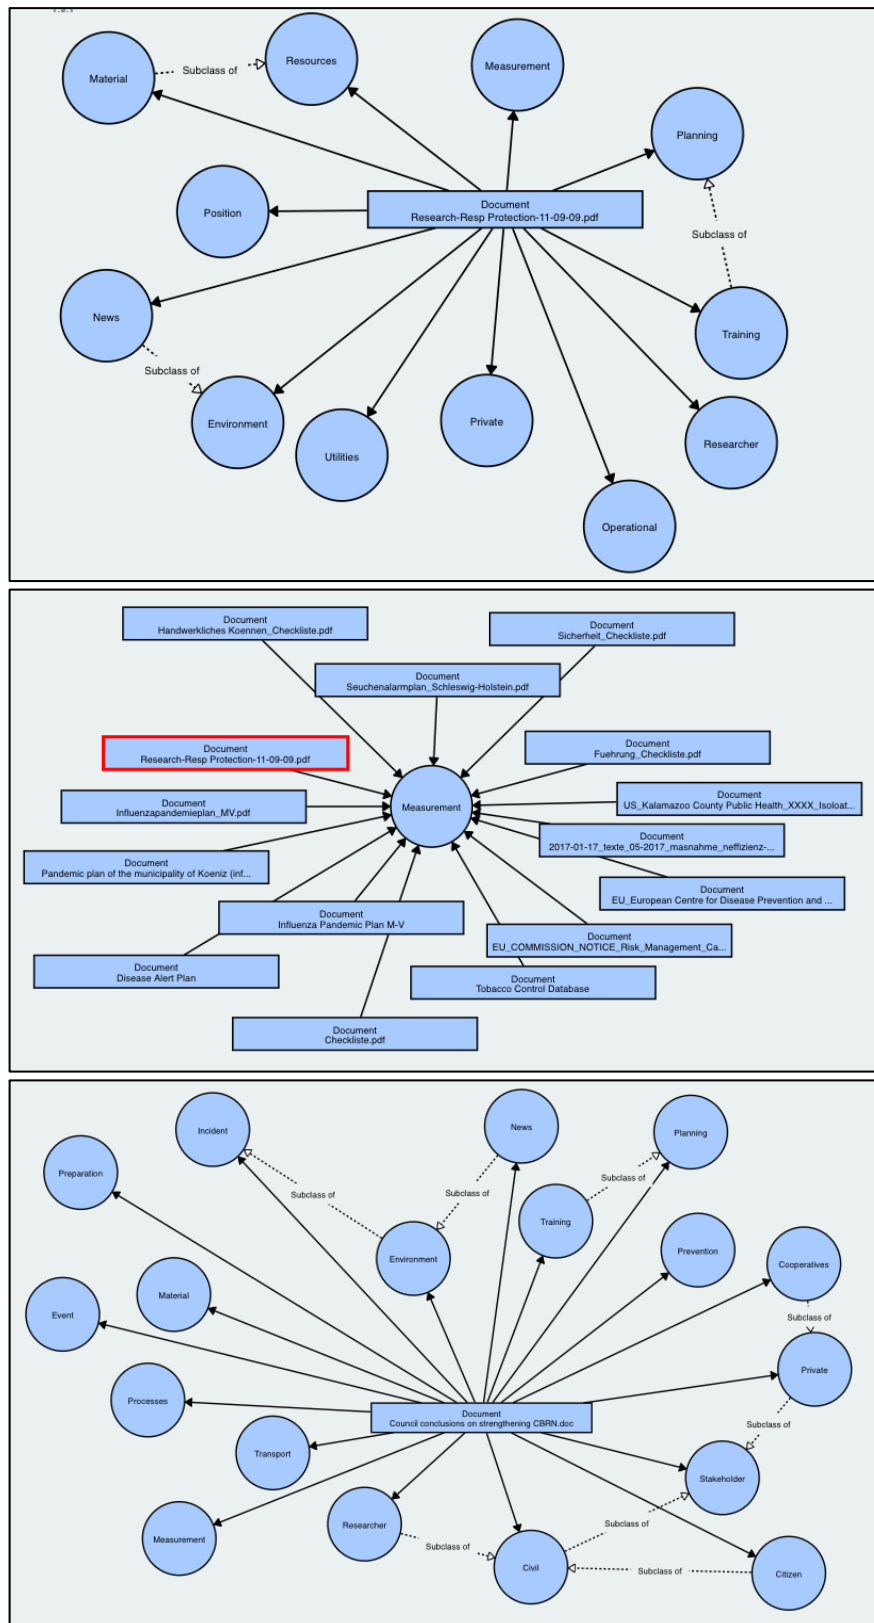 Resources
Measurement
Material
Subclass of
Planning
Document
Research-Resp Protection-11-09-09.pdf
Position
Subclass of
News
Training
Subclass of
Environment
Private
Researcher
Utilities
Operational
Document
Handwerkliches Koennen_Checkliste.pdf
Document
Sicherheit_Checkliste.pdf
Document
Seuchenalarmplan_Schleswig-Holstein.pdf
Document
Research-Resp Protection-11-09-09.pdf
Document
Fuehrung_Checkliste.pdf
Document
Influenzapandemieplan_MV.pdf
Measurement
Document
US_Kalamazoo County Public Health_XXXX_Isoloat...
Document
2017-01-17_texte_05-2017_masnahme_neffizienz-...
Document
Pandemic plan of the municipality of Koeniz (inf...
Document
EU_European Centre for Disease Prevention and ...
Document
Influenza Pandemic Plan M-V
Document
EU_COMMISSION_NOTICE_Risk_Management_Ca...
Document
Disease Alert Plan
Document
Tobacco Control Database
Document
Checkliste.pdf
Incident
News
Planning
Preparation
Subclass of
Subclass of
Subclass of
Training
Environment
Prevention
Cooperatives
Material
Event
Subclass of
Private
Processes
Document
Council conclusions on strengthening CBRN.doc
Subclass of
Transport
Stakeholder
Measurement
Researcher
Subclass of
Subclass of
Civil
Subclass of
Citizen